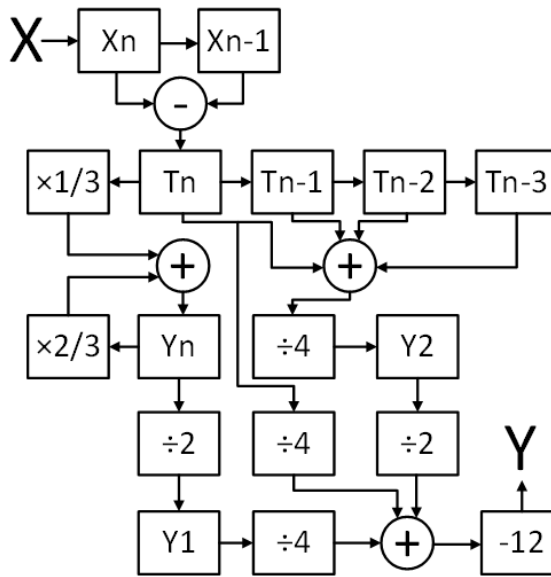 X Xn Xn-1
-
×1/3 Tn Tn-1 Tn-2 Tn-3
+ +
×2/3 Yn ÷4 Y2
÷2 ÷4 ÷2 Y
Y1 ÷4 + -12